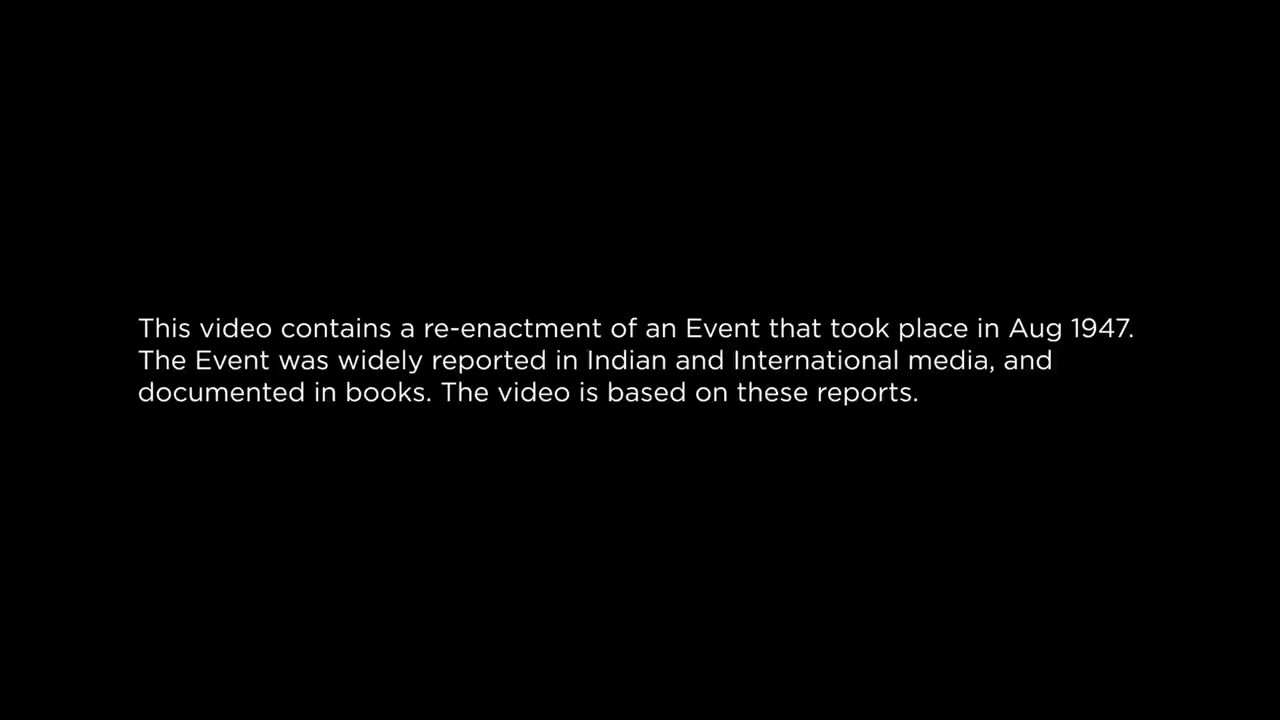 This video contains a re-enactment of an Event that took place in Aug 1947.
The Event was widely reported in Indian and International media, and
documented in books. The video is based on these reports.